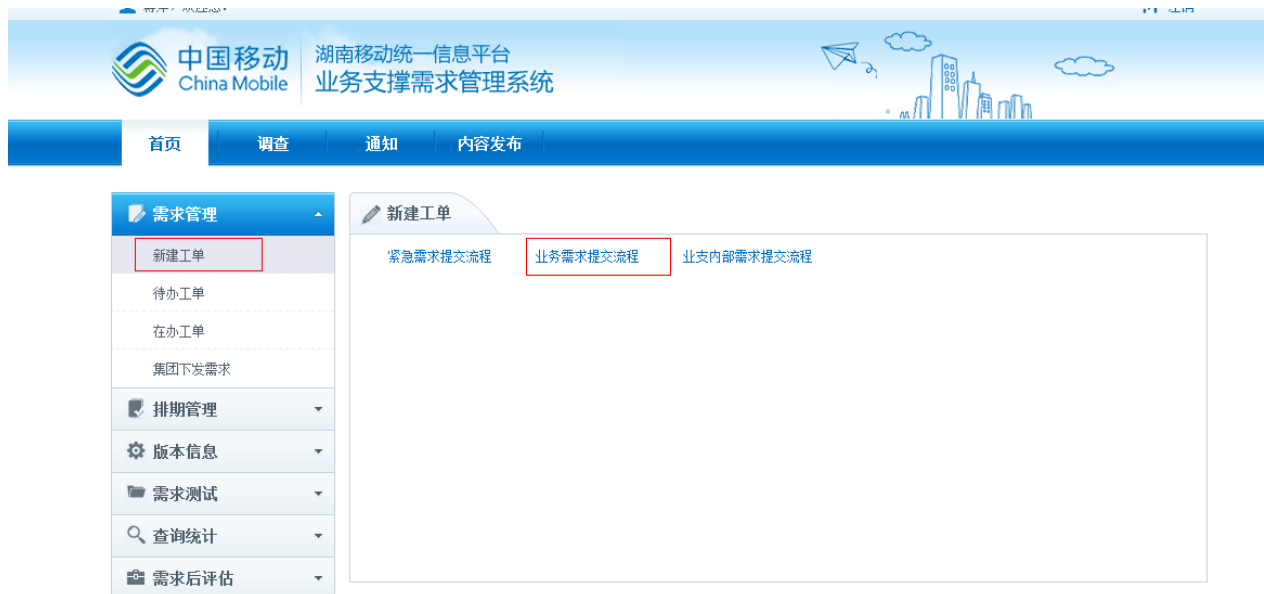 中国移动
China Mobile
湖南移动统一信息平台
业务支撑需求管理系统
首页 调查 通知 内容发布
需求管理
新建工单
待办工单
在办工单
集团下发需求
排期管理
版本信息
需求测试
查询统计
需求后评估
新建工单
紧急需求提交流程 业务需求提交流程 业支内部需求提交流程